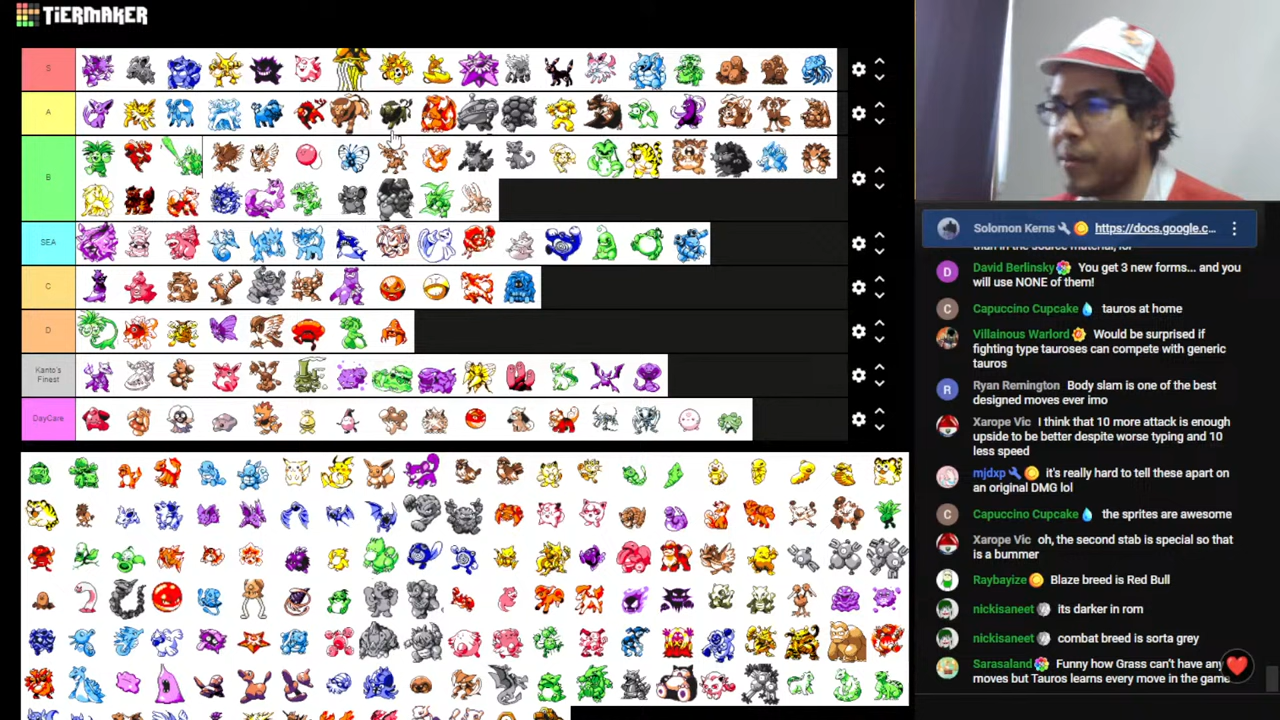 TiERMAKER
S
A
B
SEA
C
D
Kanto's
Finest
DayCare
Solomon Kerns https://docs.google.c...
than in the source material, lol
David Berlinsky You get 3 new forms... and you
will use NONE of them!
Capuccino Cupcake tauros at home
Villainous Warlord Would be surprised if
fighting type tauroses can compete with generic
tauros
Ryan Remington Body slam is one of the best
designed moves ever imo
Xarope Vic I think that 10 more attack is enough
upside to be better despite worse typing and 10
less speed
mjdxp it's really hard to tell these apart
on an original DMG lol
Capuccino Cupcake the sprites are awesome
Xarope Vic oh, the second stab is special so that
is a bummer
Raybayize Blaze breed is Red Bull
nickisaneet its darker in rom
nickisaneet combat breed is sorta grey
Sarasaland Funny how Grass can't have any
moves but Tauros learns every move in the game